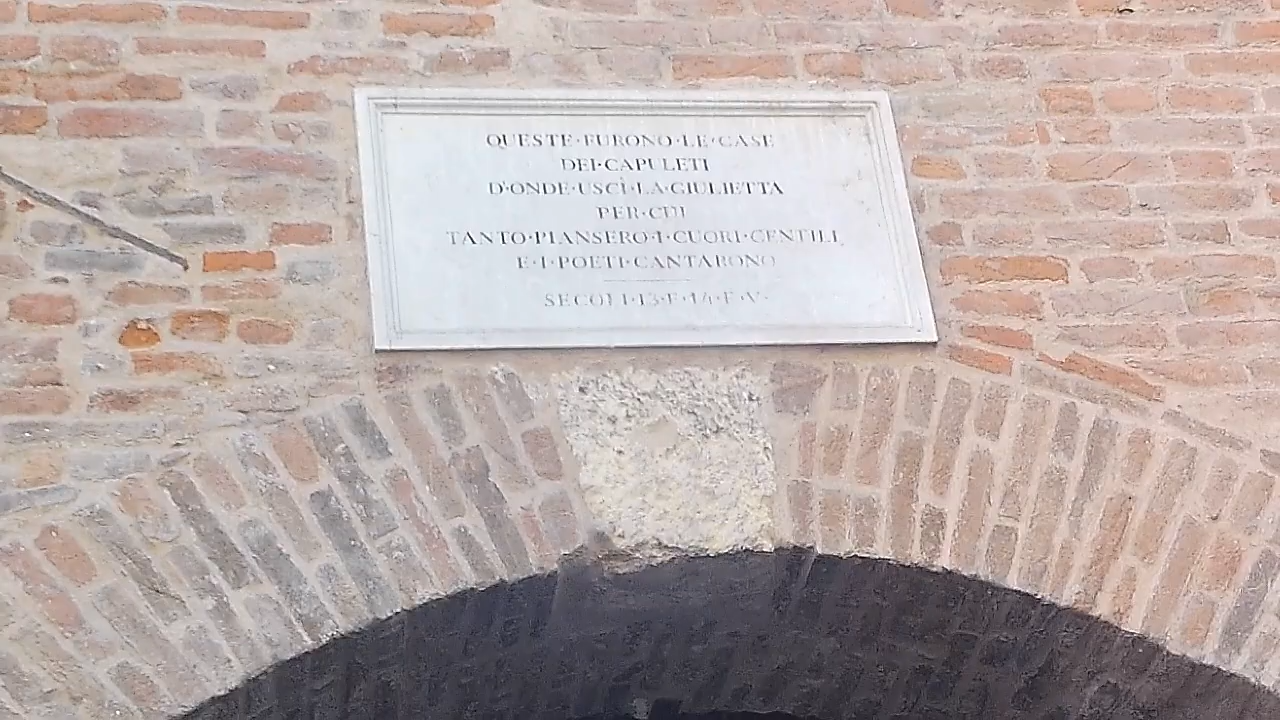 QUESTE·FURONO·LE·CASE
DEI·CAPULETI
D'ONDE·USCÌ·LA·GIULIETTA
PER·CUI
TANTO·PIANSERO·I·CUORI·GENTILI
E·I·POETI·CANTARONO
SECOLI·13·E·14·E·V·